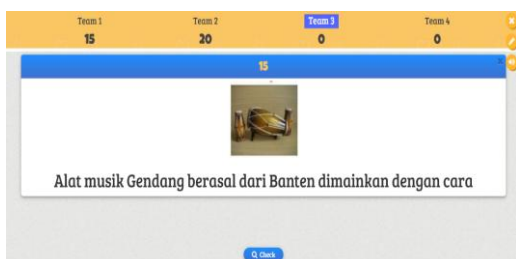 Team 1 Team 2 Team 3 Team 4
15 20 0 0
15
Alat musik Gendang berasal dari Banten dimainkan dengan cara
Check